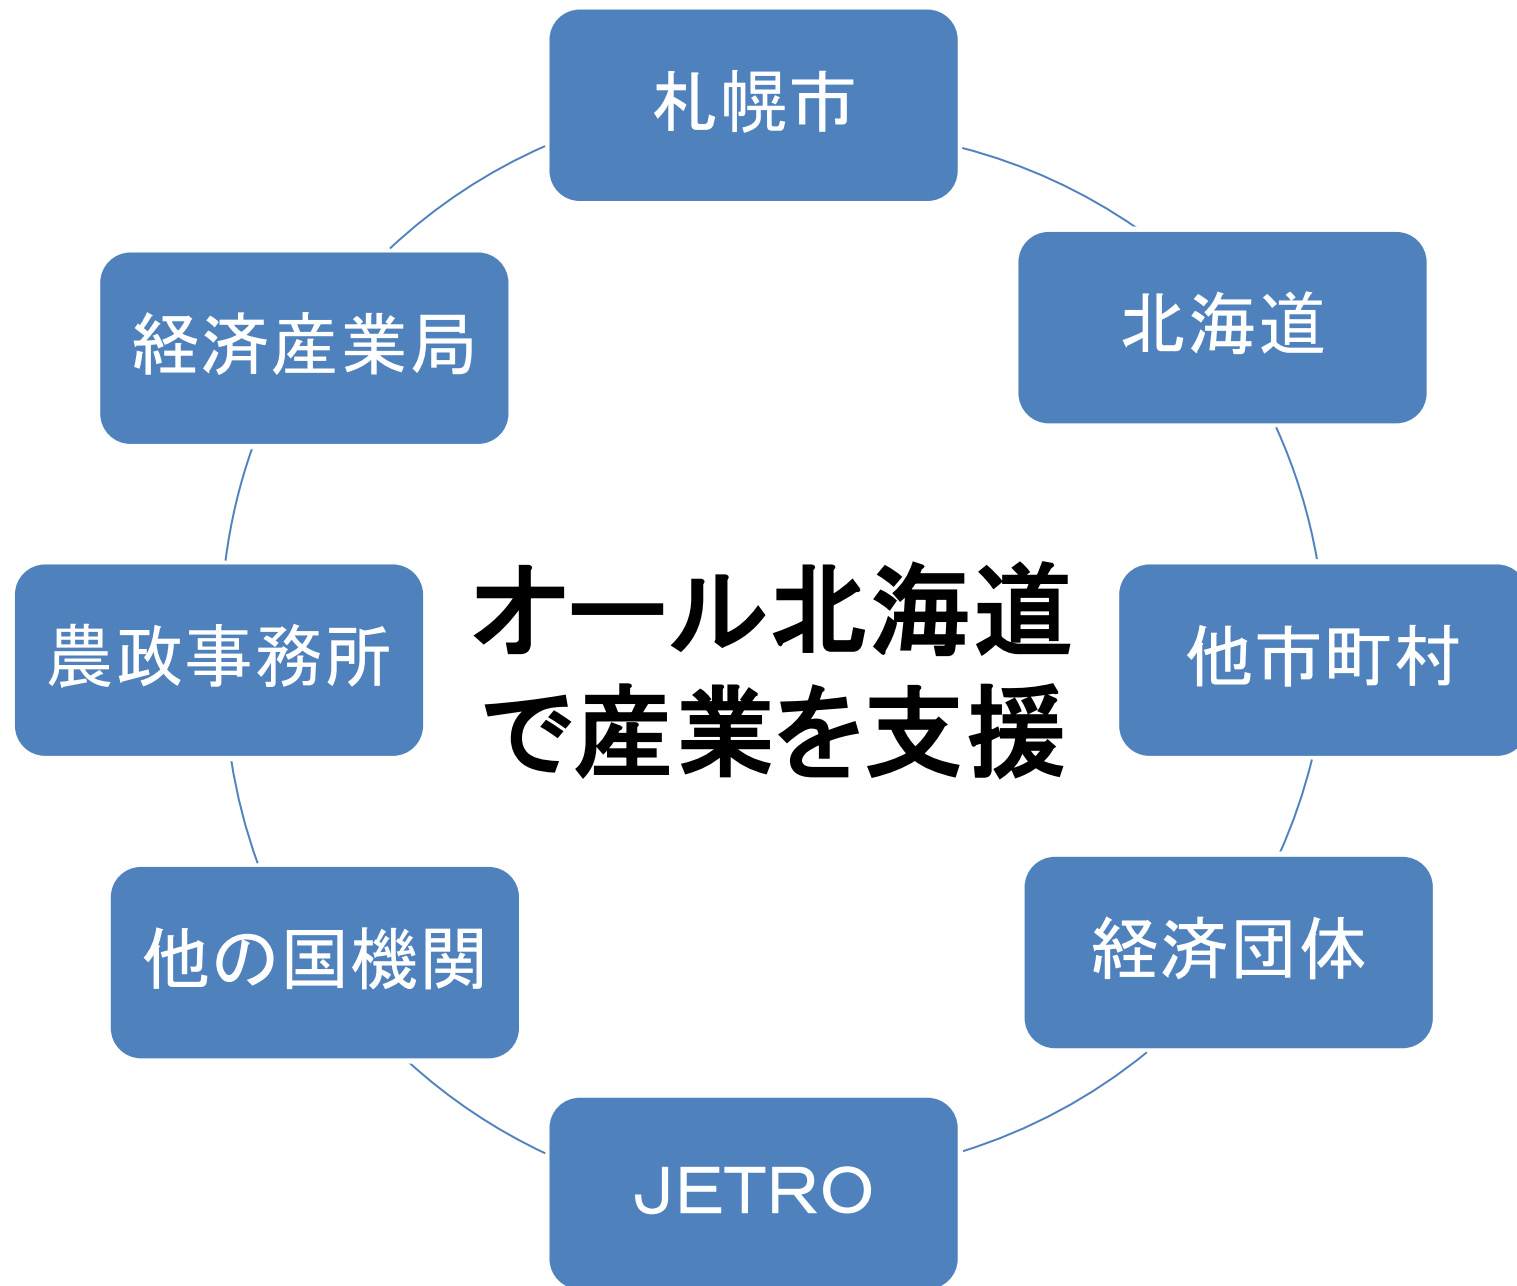 札幌市
北海道
経済産業局
オール北海道
で産業を支援
農政事務所
他市町村
他の国機関
経済団体
JETRO